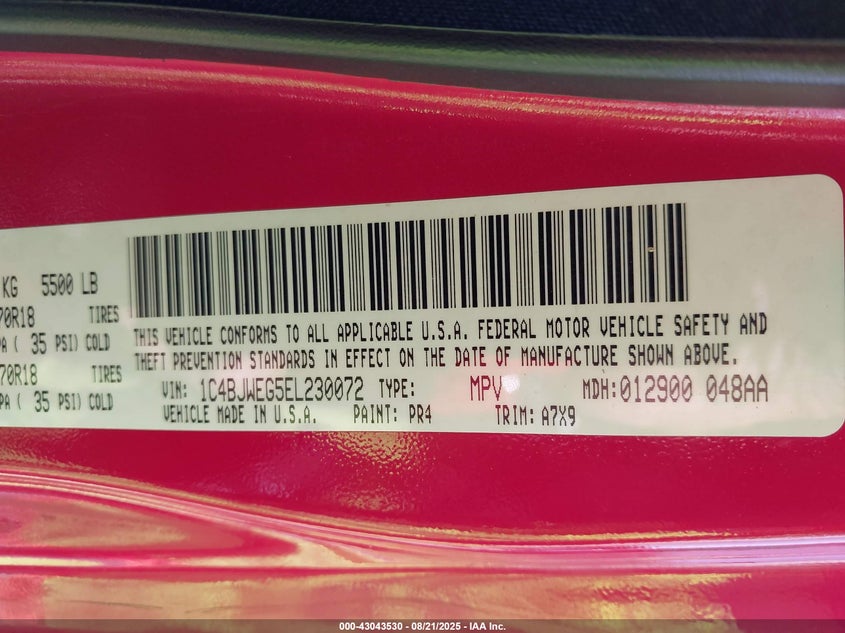 KG 5500 LB
70R18 TIRES
PA ( 35 PSI) COLD
70R18 TIRES
PA ( 35 PSI) COLD
THIS VEHICLE CONFORMS TO ALL APPLICABLE U.S.A. FEDERAL MOTOR VEHICLE SAFETY AND
THEFT PREVENTION STANDARDS IN EFFECT ON THE DATE OF MANUFACTURE SHOWN ABOVE.
VIN: 1C4BJWEG5EL230072 TYPE: MPV MDH:012900 048AA
VEHICLE MADE IN U.S.A. PAINT: PR4 TRIM: A7X9
000-43043530 - 08/21/2025 - IAA Inc.